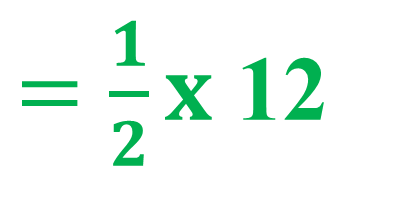 = 1/2 x 12